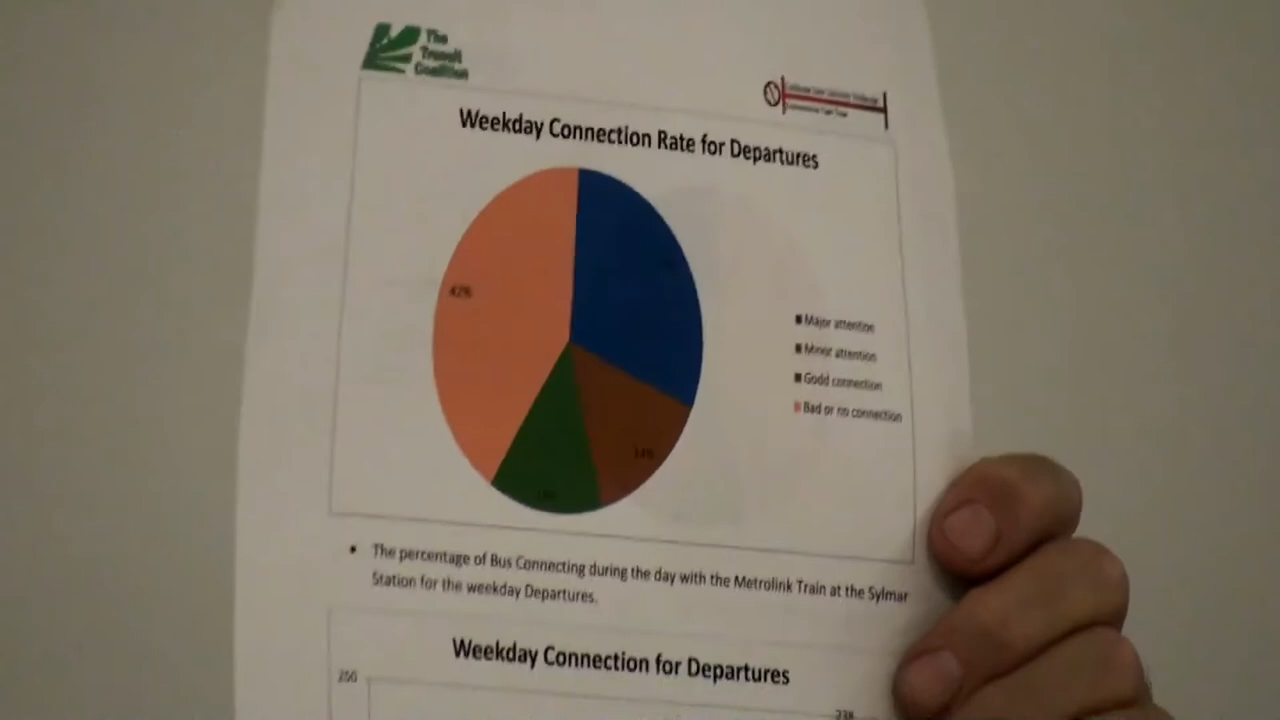 The
Transit
Coalition
Weekday Connection Rate for Departures
42%
14%
Major attention
Minor attention
Godd connection
Bad or no connection
• The percentage of Bus Connecting during the day with the Metrolink Train at the Sylmar
Station for the weekday Departures.
Weekday Connection for Departures
250
238